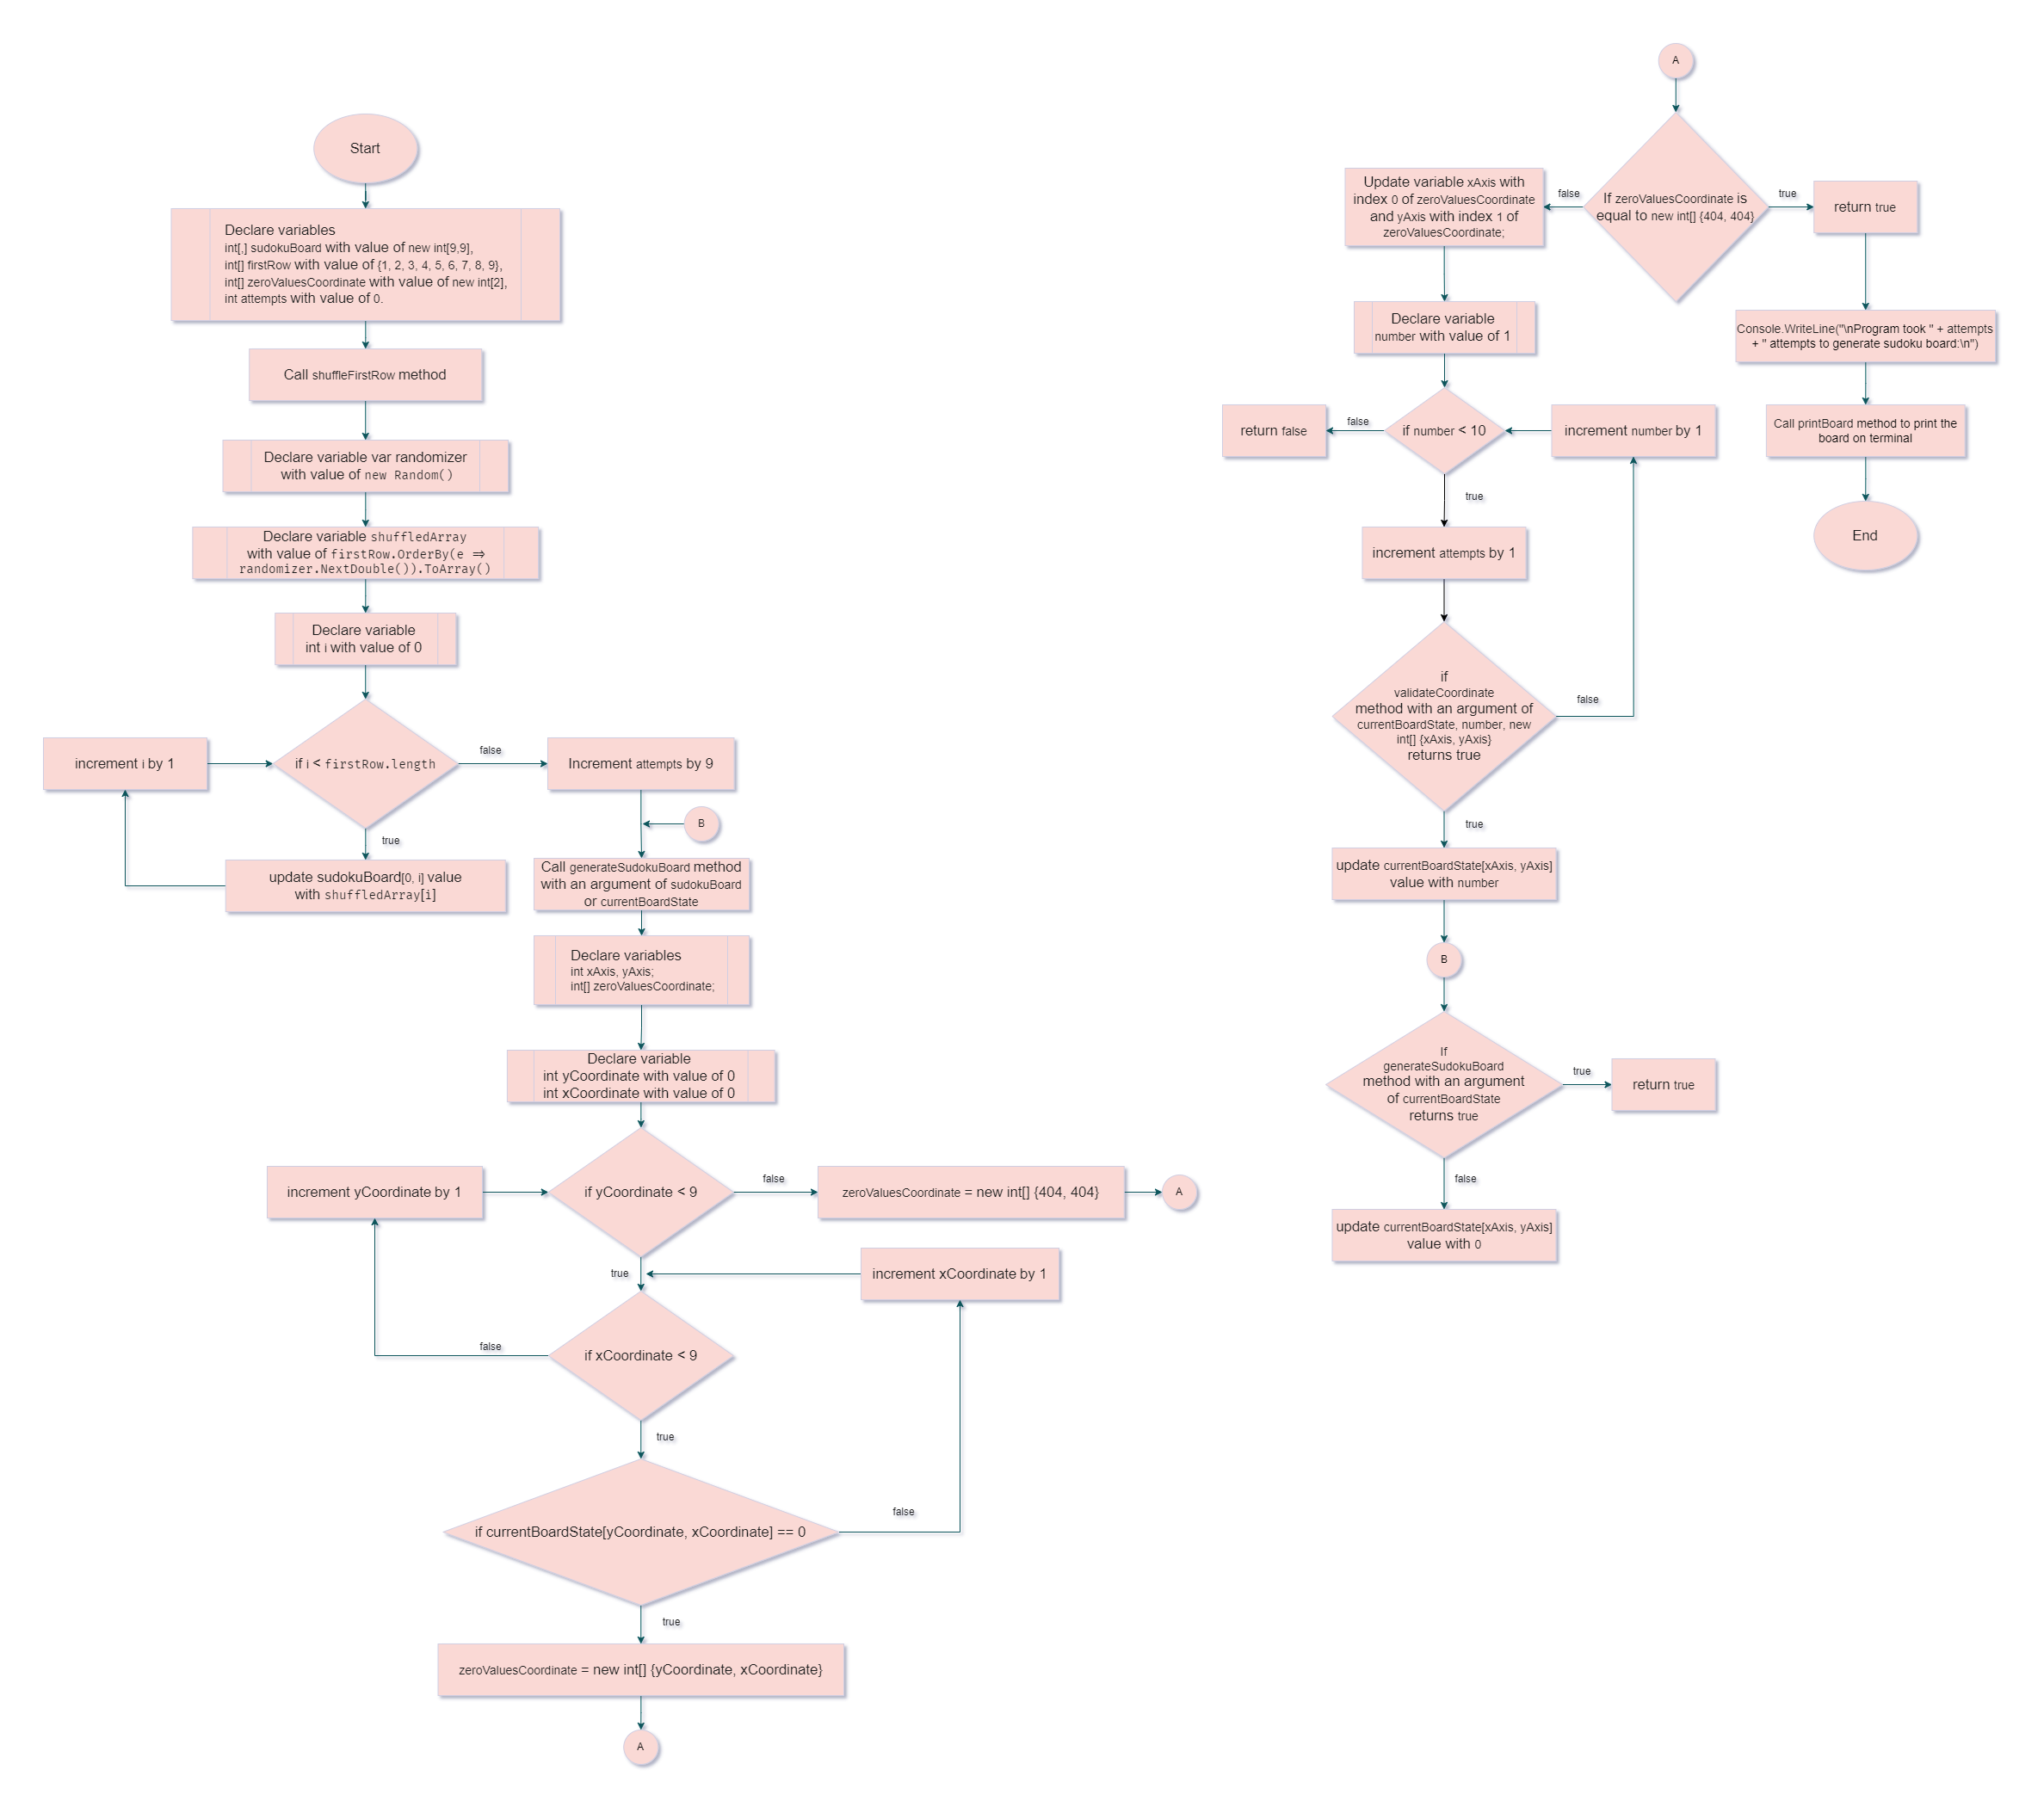 Start
Declare variables
int[,] sudokuBoard with value of new int[9,9],
int[] firstRow with value of {1, 2, 3, 4, 5, 6, 7, 8, 9},
int[] zeroValuesCoordinate with value of new int[2],
int attempts with value of 0.
Call shuffleFirstRow method
Declare variable var randomizer
with value of new Random()
Declare variable shuffledArray
with value of firstRow.OrderBy(e ⇒
randomizer.NextDouble()).ToArray()
Declare variable
int i with value of 0
increment i by 1
if i < firstRow.length
false
Increment attempts by 9
true
update sudokuBoard[0, i] value
with shuffledArray[i]
B
Call generateSudokuBoard method
with an argument of sudokuBoard
or currentBoardState
Declare variables
int xAxis, yAxis;
int[] zeroValuesCoordinate;
Declare variable
int yCoordinate with value of 0
int xCoordinate with value of 0
increment yCoordinate by 1
if yCoordinate < 9
false
zeroValuesCoordinate = new int[] {404, 404}
A
true
increment xCoordinate by 1
false
if xCoordinate < 9
true
false
if currentBoardState[yCoordinate, xCoordinate] == 0
true
zeroValuesCoordinate = new int[] {yCoordinate, xCoordinate}
A
A
If zeroValuesCoordinate is
equal to new int[] {404, 404}
false
true
Update variable xAxis with
index 0 of zeroValuesCoordinate
and yAxis with index 1 of
zeroValuesCoordinate;
return true
Declare variable
number with value of 1
Console.WriteLine("\nProgram took " + attempts
+ " attempts to generate sudoku board:\n")
return false
false
if number < 10
increment number by 1
Call printBoard method to print the
board on terminal
true
End
increment attempts by 1
if
validateCoordinate
method with an argument of
currentBoardState, number, new
int[] {xAxis, yAxis}
returns true
false
true
update currentBoardState[xAxis, yAxis]
value with number
B
If
generateSudokuBoard
method with an argument
of currentBoardState
returns true
true
return true
false
update currentBoardState[xAxis, yAxis]
value with 0